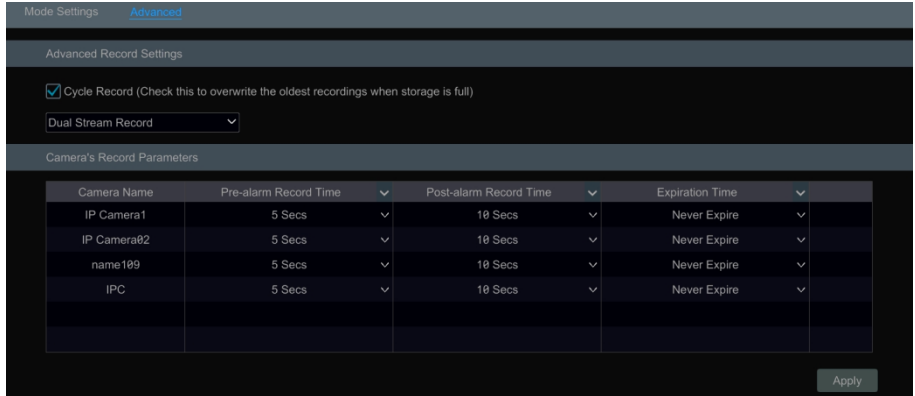 Mode Settings Advanced
Advanced Record Settings
Cycle Record (Check this to overwrite the oldest recordings when storage is full)
Dual Stream Record
Camera's Record Parameters
Camera Name Pre-alarm Record Time Post-alarm Record Time Expiration Time
IP Camera1 5 Secs 10 Secs Never Expire
IP Camera02 5 Secs 10 Secs Never Expire
name109 5 Secs 10 Secs Never Expire
IPC 5 Secs 10 Secs Never Expire
Apply